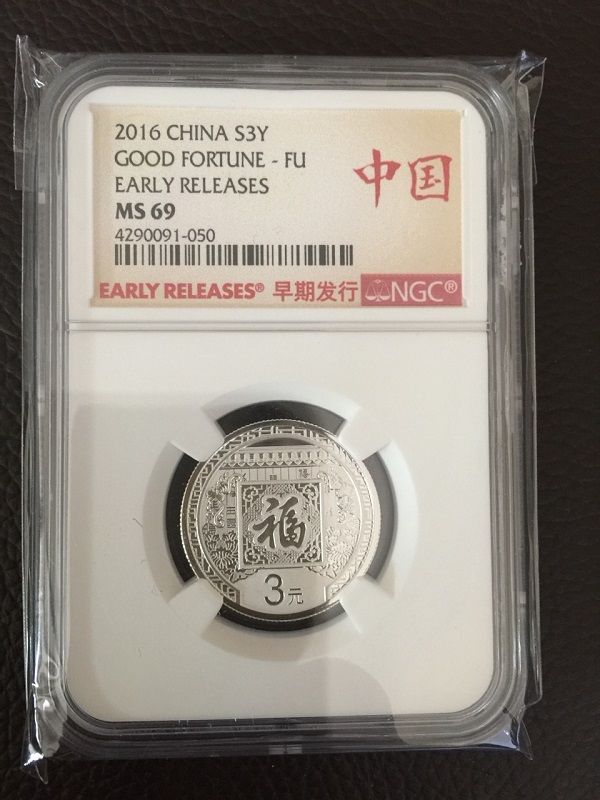 2016 CHINA S3Y
GOOD FORTUNE - FU
EARLY RELEASES
MS 69
4290091-050
中国
EARLY RELEASES® 早期发行 NGC®
福
3元